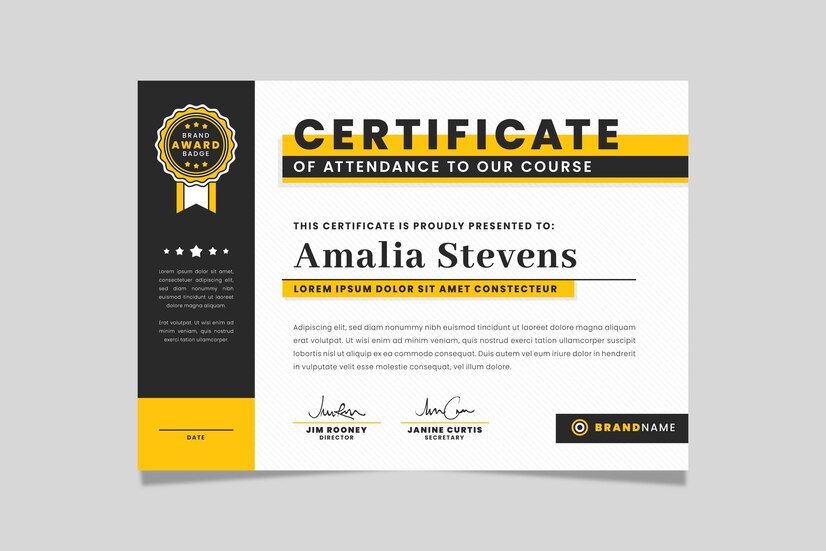 BRAND
AWARD
BADGE
Lorem ipsum dolor si amet,
consectetuer adipiscing elit,
sed diam nonummy nibh
euismod tincidunt ut laoreet
dolore magna aliquam.
Erat volutpat. Ut wisi enim ad
minim veniam, quis nostrud
exerci tation ullamcorper.
DATE
CERTIFICATE
OF ATTENDANCE TO OUR COURSE
THIS CERTIFICATE IS PROUDLY PRESENTED TO:
Amalia Stevens
LOREM IPSUM DOLOR SIT AMET CONSTECTEUR
Adipiscing elit, sed diam nonummy nibh euismod tincidunt ut laoreet dolore magna aliquam
erat volutpat. Ut wisi enim ad minim veniam, quis nostrud exerci tation ullamcorper suscipit
lobortis nisl ut aliquip ex ea commodo consequat. Duis autem vel eum iriure dolor in hendrerit
in vulputate velit esse molestie consequat, vel illum dolore.
JIM ROONEY
DIRECTOR
JANINE CURTIS
SECRETARY
BRANDNAME